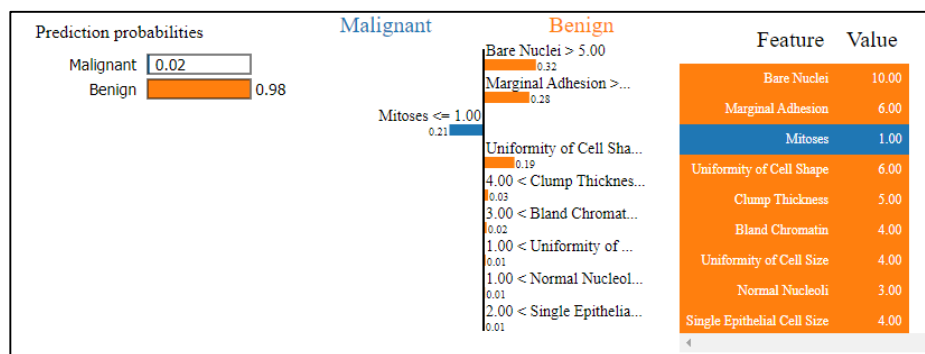 Prediction probabilities
Malignant 0.02
Benign 0.98
Malignant Benign
Bare Nuclei > 5.00
0.32
Marginal Adhesion >...
0.28
Mitoses <= 1.00
0.21
Uniformity of Cell Sha...
0.19
4.00 < Clump Thicknes...
0.03
3.00 < Bland Chromat...
0.02
1.00 < Uniformity of ...
0.01
1.00 < Normal Nucleol...
0.01
2.00 < Single Epithelia...
0.01
Feature Value
Bare Nuclei 10.00
Marginal Adhesion 6.00
Mitoses 1.00
Uniformity of Cell Shape 6.00
Clump Thickness 5.00
Bland Chromatin 4.00
Uniformity of Cell Size 4.00
Normal Nucleoli 3.00
Single Epithelial Cell Size 4.00